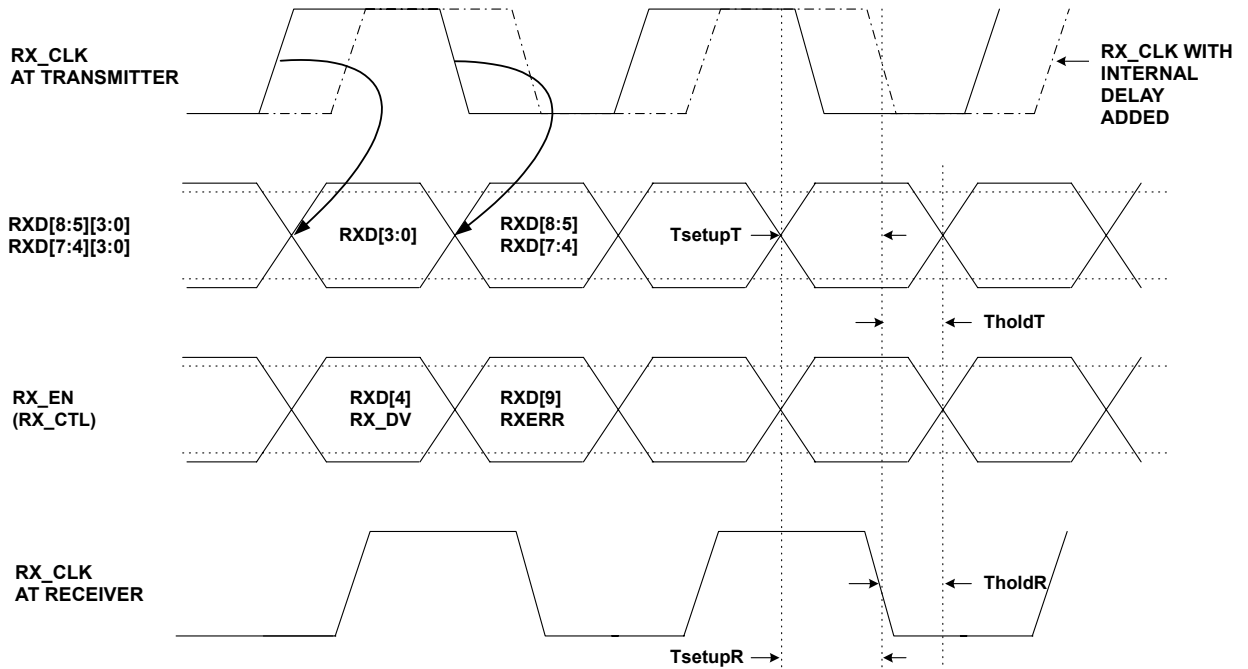 RX_CLK
AT TRANSMITTER
RX_CLK WITH
INTERNAL
DELAY
ADDED
RXD[8:5][3:0]
RXD[7:4][3:0]
RXD[3:0]
RXD[8:5]
RXD[7:4]
TsetupT
TholdT
RX_EN
(RX_CTL)
RXD[4]
RX_DV
RXD[9]
RXERR
RX_CLK
AT RECEIVER
TholdR
TsetupR